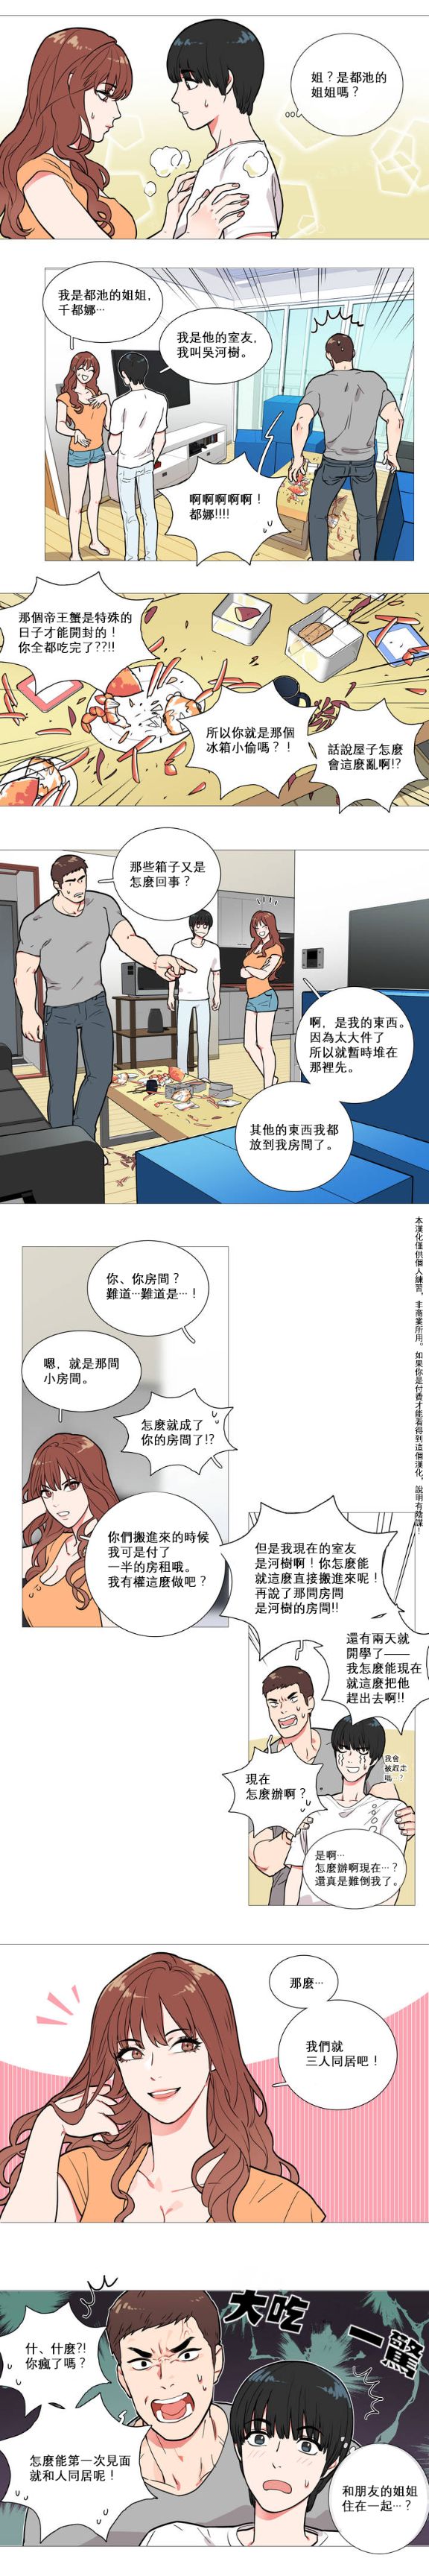 姐？是都池的
姐姐嗎？
我是都池的姐姐，
千都娜…
我是他的室友，
我叫吳河樹。
啊啊啊啊啊！
都娜!!!!
那個帝王蟹是特殊的
日子才能開封的！
你全都吃完了??!!
所以你就是那個
冰箱小偷嗎？！
話說屋子怎麼
會這麼亂啊!?
那些箱子又是
怎麼回事？
啊，是我的東西。
因為太大件了
所以就暫時堆在
那裡先。
其他的東西我都
放到我房間了。
本漢化僅供個人練習，非商業所用。如果你是付費才能看得到這個漢化，說明有陰謀！
你、你房間？
難道…難道是…！
嗯，就是那間
小房間。
怎麼就成了
你的房間了!?
你們搬進來的時候
我可是付了
一半的房租哦。
我有權這麼做吧？
但是我現在的室友
是河樹啊！你怎麼能
就這麼直接搬進來呢！
再說了那間房間
是河樹的房間!!
還有兩天就
開學了——
我怎麼能現在
就這麼把他
趕出去啊!!
我會
被趕走
嗎…?
現在
怎麼辦啊？
是啊…
怎麼辦啊現在…？
還真是難倒我了。
那麼…
我們就
三人同居吧！
大吃一驚
什、什麼?!
你瘋了嗎？
怎麼能第一次見面
就和人同居呢！
和朋友的姐姐
住在一起…？